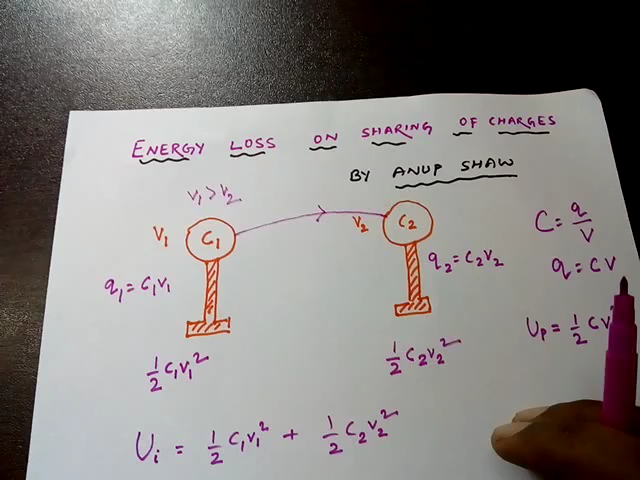 ENERGY LOSS ON SHARING OF CHARGES
BY ANUP SHAW
V₁ > V₂
V₁
C₁
V₂
C₂
C = q/V
q₁ = C₁V₁
q₂ = C₂V₂
q = CV
½ C₁V₁²
½ C₂V₂²
Uₚ = ½ CV²
Uᵢ = ½ C₁V₁² + ½ C₂V₂²